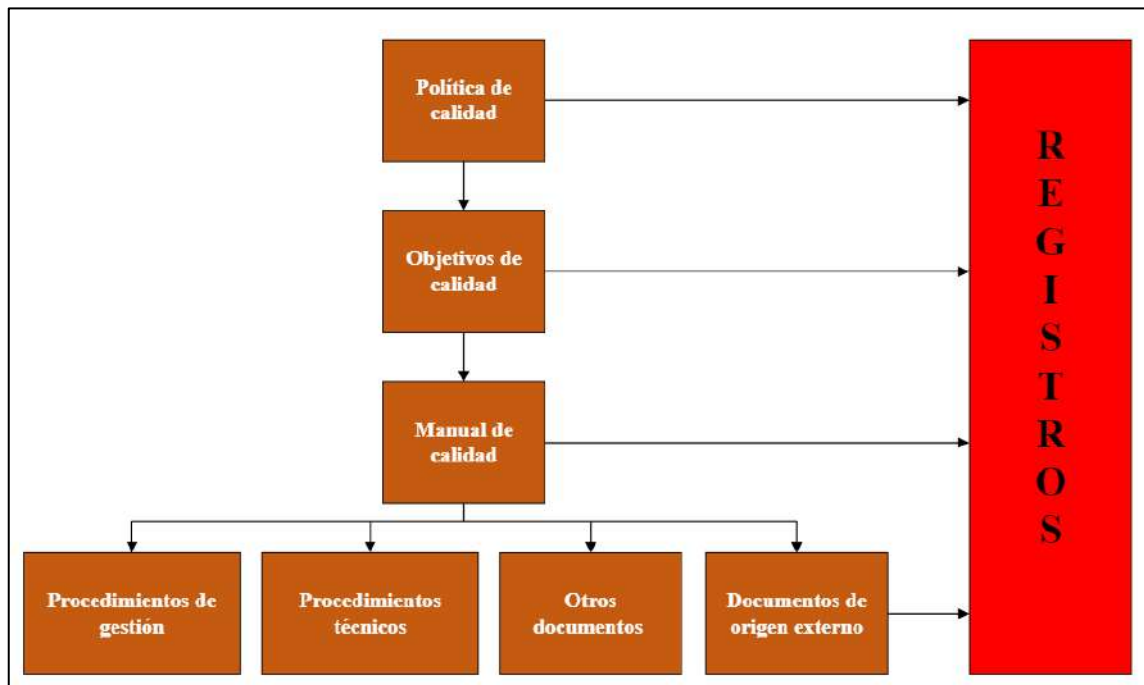 Política de
calidad
Objetivos de
calidad
Manual de
calidad
Procedimientos de
gestión
Procedimientos
técnicos
Otros
documentos
Documentos de
origen externo
R
E
G
I
S
T
R
O
S